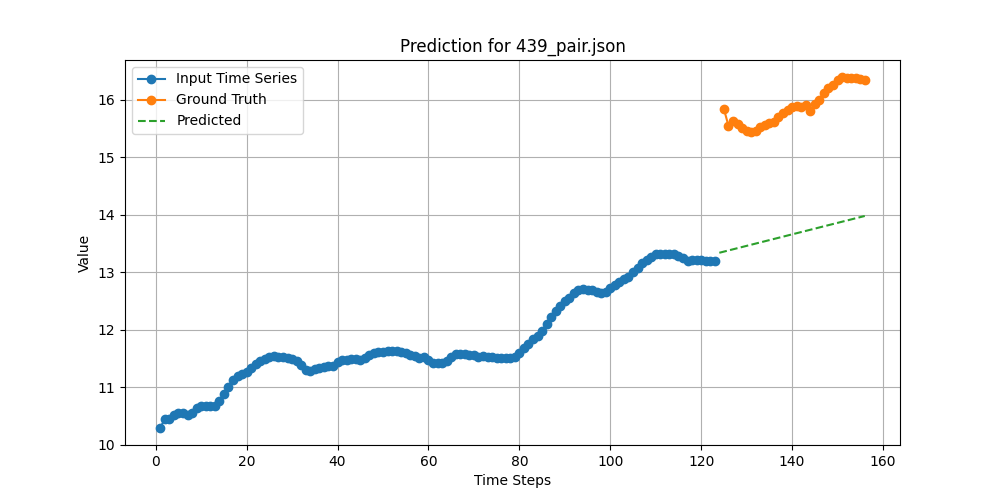 Prediction for 439_pair.json
Input Time Series
Ground Truth
Predicted
16
15
14
13
12
11
10
Value
0 20 40 60 80 100 120 140 160
Time Steps